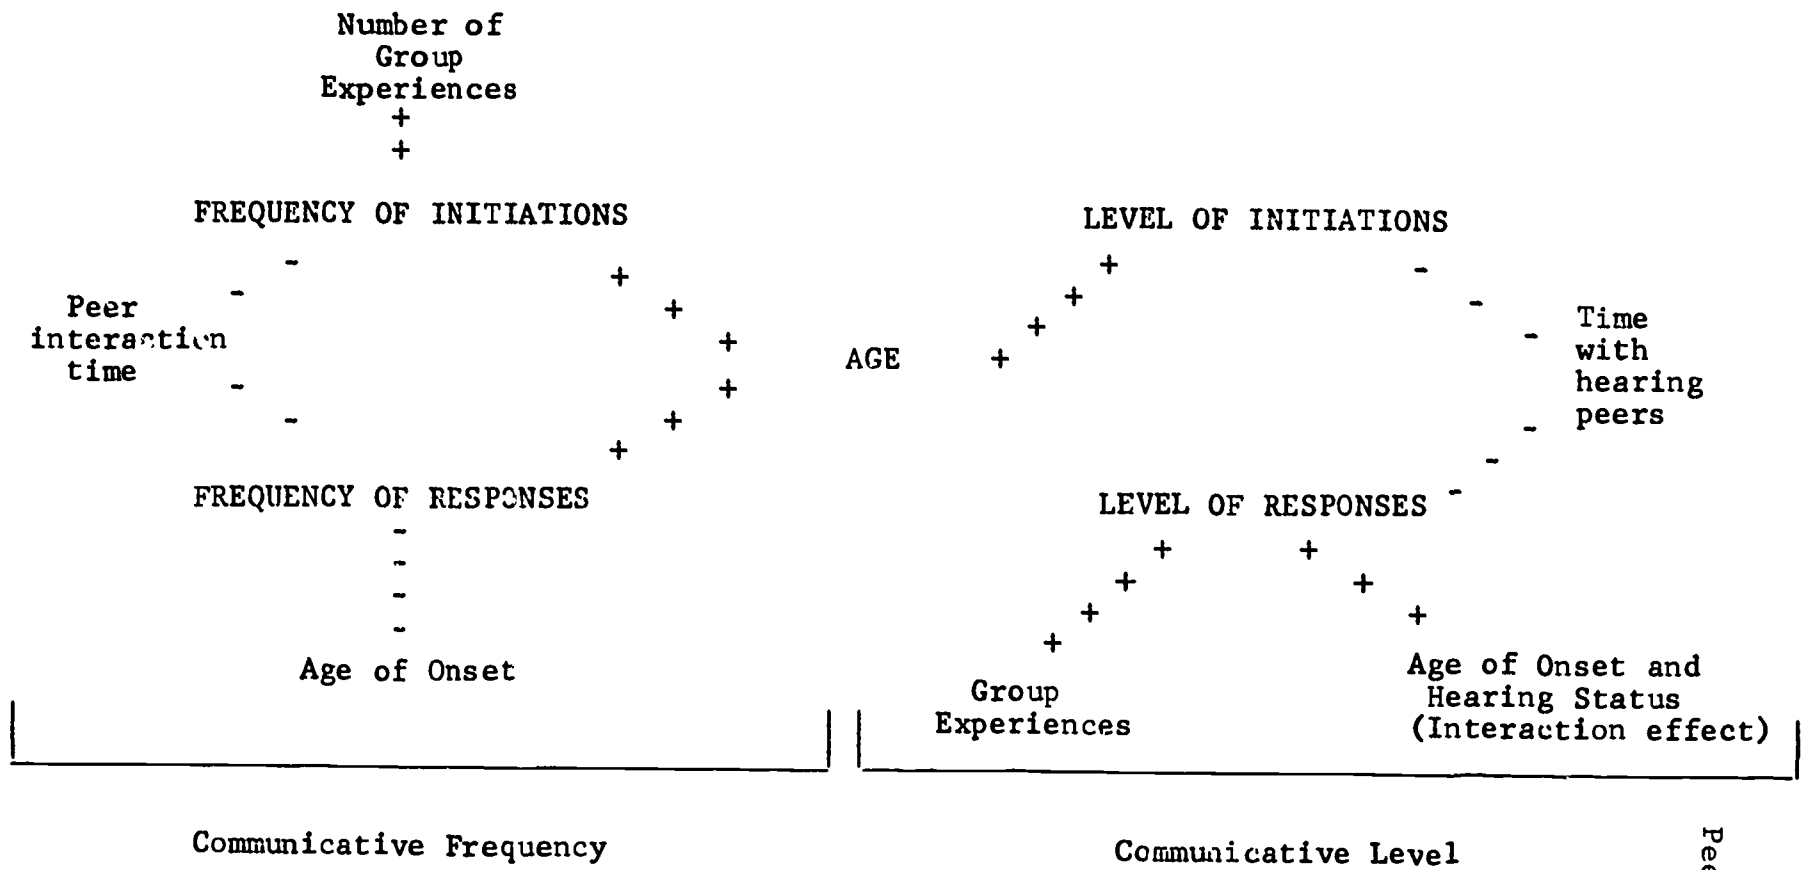 Number of
Group
Experiences
+
+
FREQUENCY OF INITIATIONS
- +
- +
Peer
interaction
time
+
- +
- +
+
FREQUENCY OF RESPONSES
-
-
-
-
Age of Onset
Communicative Frequency
AGE
LEVEL OF INITIATIONS
+ -
+ -
+ -
+
Time
with
hearing
peers
-
-
-
LEVEL OF RESPONSES
+ +
+ +
+ +
+
Group
Experiences
Age of Onset and
Hearing Status
(Interaction effect)
Communicative Level
Pee